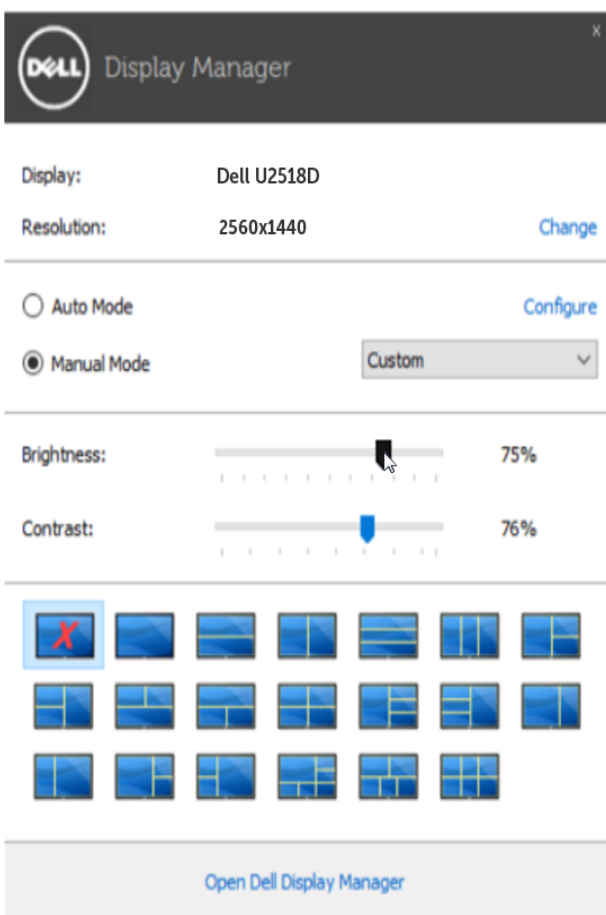 x
DELL Display Manager
Display: Dell U2518D
Resolution: 2560x1440 Change
Auto Mode Configure
Manual Mode Custom
Brightness: 75%
Contrast: 76%
X
Open Dell Display Manager